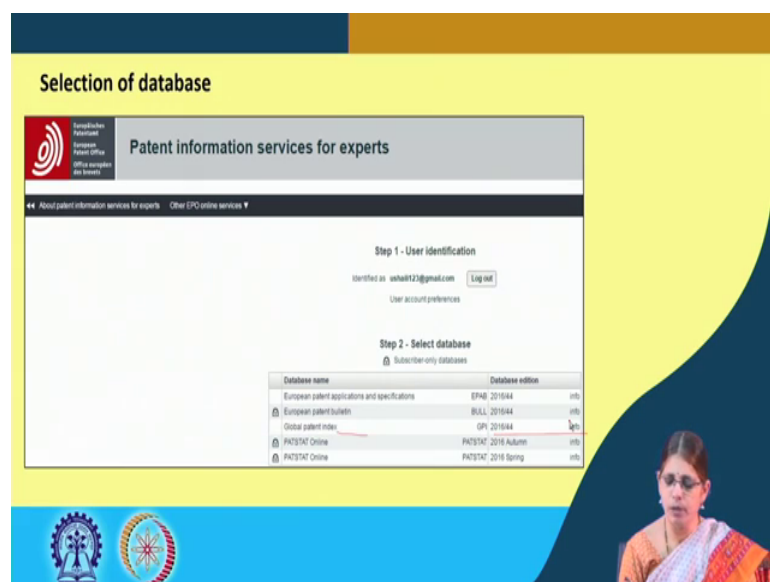 Selection of database
Europäisches
Patentamt
European
Patent Office
Office européen
des brevets
Patent information services for experts
About patent information services for experts Other EPO online services ▼
Step 1 - User identification
Identified as ushaiit123@gmail.com Log out
User account preferences
Step 2 - Select database
Subscriber-only databases
Database name Database edition
European patent applications and specifications EPAB 2016/44 info
European patent bulletin BULL 2016/44 info
Global patent index GPI 2016/44 info
PATSTAT Online PATSTAT 2016 Autumn info
PATSTAT Online PATSTAT 2016 Spring info